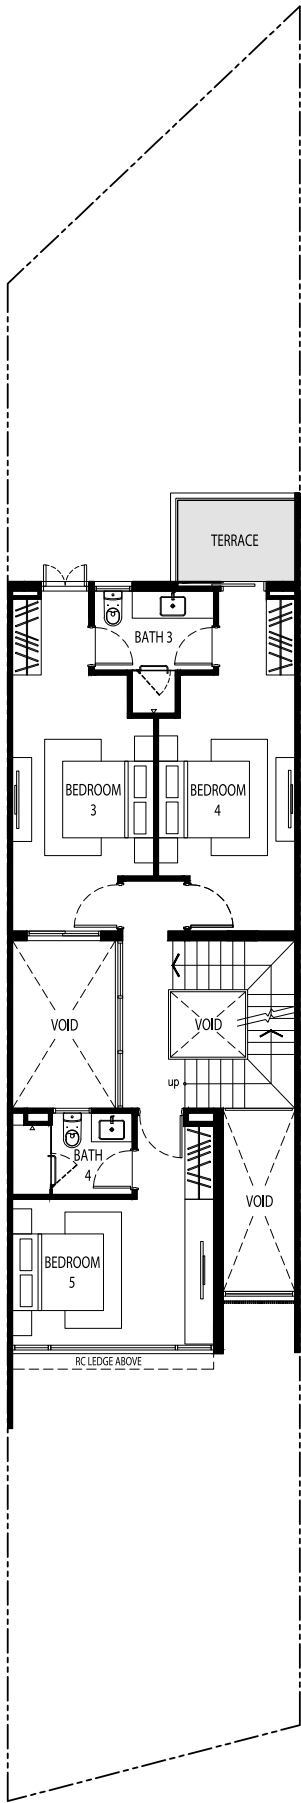 TERRACE
BATH 3
BEDROOM
3
BEDROOM
4
VOID
VOID
up
BATH
4
VOID
BEDROOM
5
RC LEDGE ABOVE